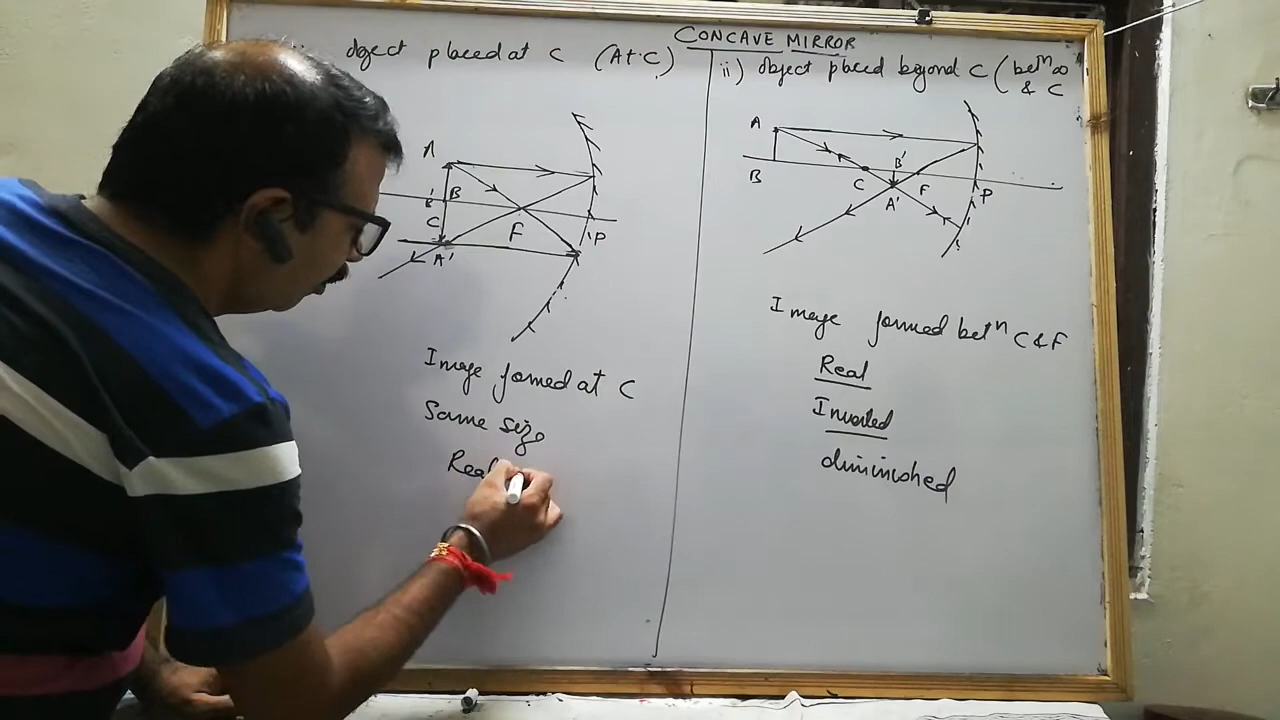 CONCAVE MIRROR
object placed at C (At C)
A
B' B
C
F
P
A'
Image formed at C
Same size
Real
ii) object placed beyond C (betn ∞
& C
A
B'
B
C
F
P
A'
Image formed betn C & F
Real
Inverted
diminished